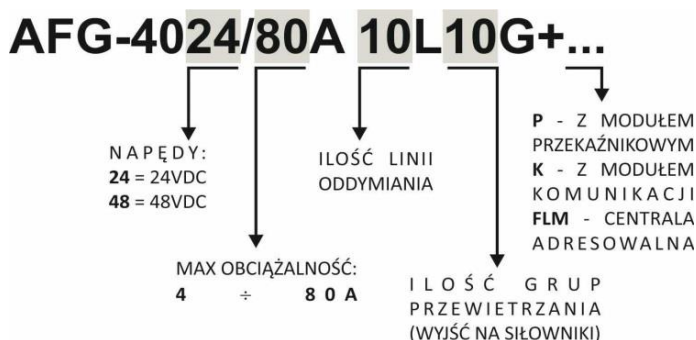 AFG-4024/80A 10L10G+...
NAPĘDY:
24 = 24VDC
48 = 48VDC
ILOŚĆ LINII
ODDYMIANIA
P - Z MODUŁEM
PRZEKAŹNIKOWYM
K - Z MODUŁEM
KOMUNIKACJI
FLM - CENTRALA
ADRESOWALNA
MAX OBCIĄŻALNOŚĆ:
4 ÷ 80A
ILOŚĆ GRUP
PRZEWIETRZANIA
(WYJŚĆ NA SIŁOWNIKI)